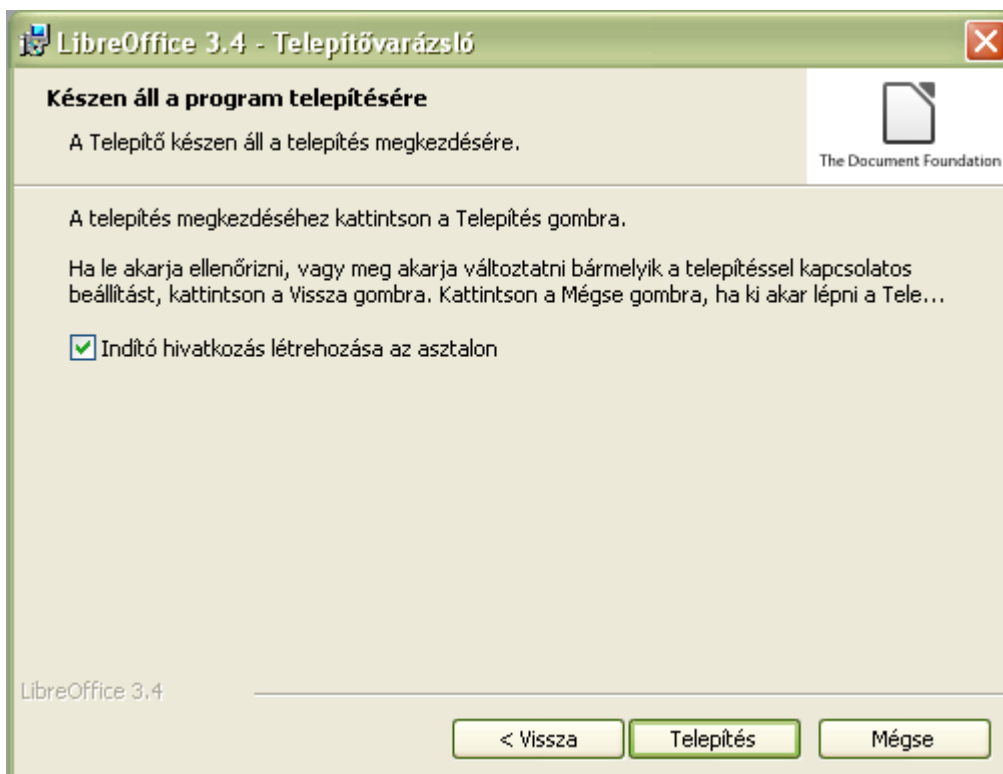 LibreOffice 3.4 - Telepítővarázsló
Készen áll a program telepítésére
A Telepítő készen áll a telepítés megkezdésére.
The Document Foundation
A telepítés megkezdéséhez kattintson a Telepítés gombra.
Ha le akarja ellenőrizni, vagy meg akarja változtatni bármelyik a telepítéssel kapcsolatos
beállítást, kattintson a Vissza gombra. Kattintson a Mégse gombra, ha ki akar lépni a Tele...
Indító hivatkozás létrehozása az asztalon
LibreOffice 3.4
< Vissza
Telepítés
Mégse